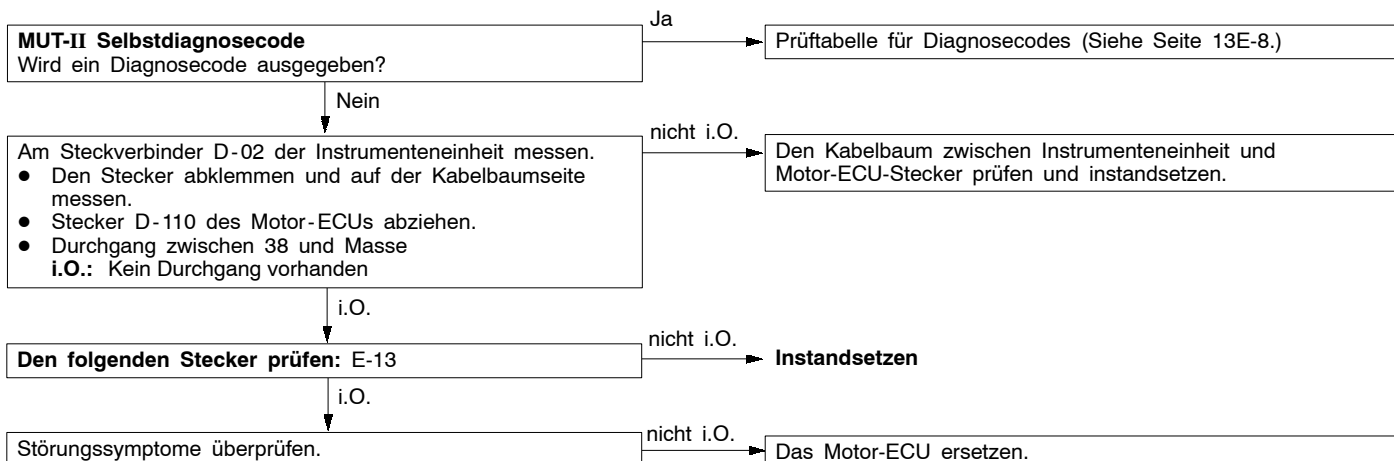 MUT-II Selbstdiagnosecode
Wird ein Diagnosecode ausgegeben?
Ja
Prüftabelle für Diagnosecodes (Siehe Seite 13E-8.)
Nein
Am Steckverbinder D-02 der Instrumenteneinheit messen.
● Den Stecker abklemmen und auf der Kabelbaumseite
messen.
● Stecker D-110 des Motor-ECUs abziehen.
● Durchgang zwischen 38 und Masse
i.O.: Kein Durchgang vorhanden
nicht i.O.
Den Kabelbaum zwischen Instrumenteneinheit und
Motor-ECU-Stecker prüfen und instandsetzen.
i.O.
Den folgenden Stecker prüfen: E-13
nicht i.O.
Instandsetzen
i.O.
Störungssymptome überprüfen.
nicht i.O.
Das Motor-ECU ersetzen.